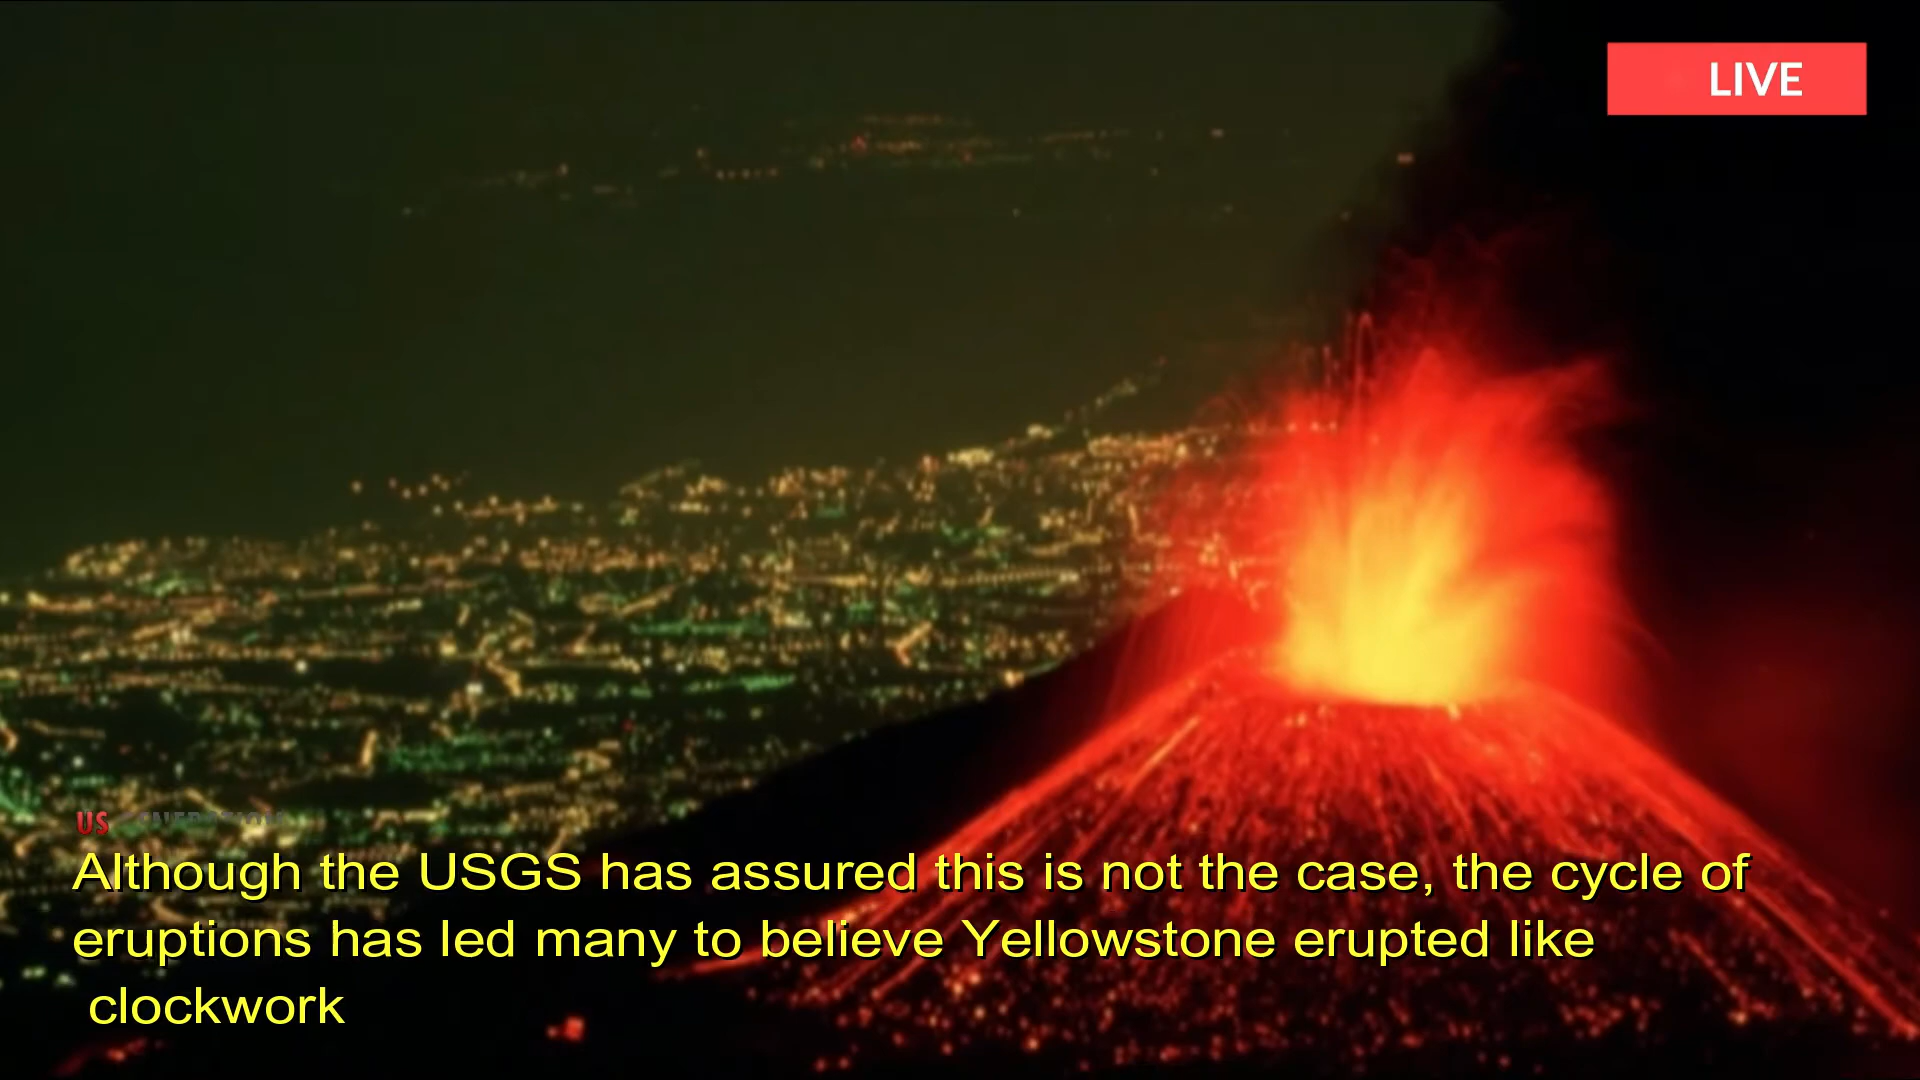 LIVE
US
Although the USGS has assured this is not the case, the cycle of
eruptions has led many to believe Yellowstone erupted like
clockwork